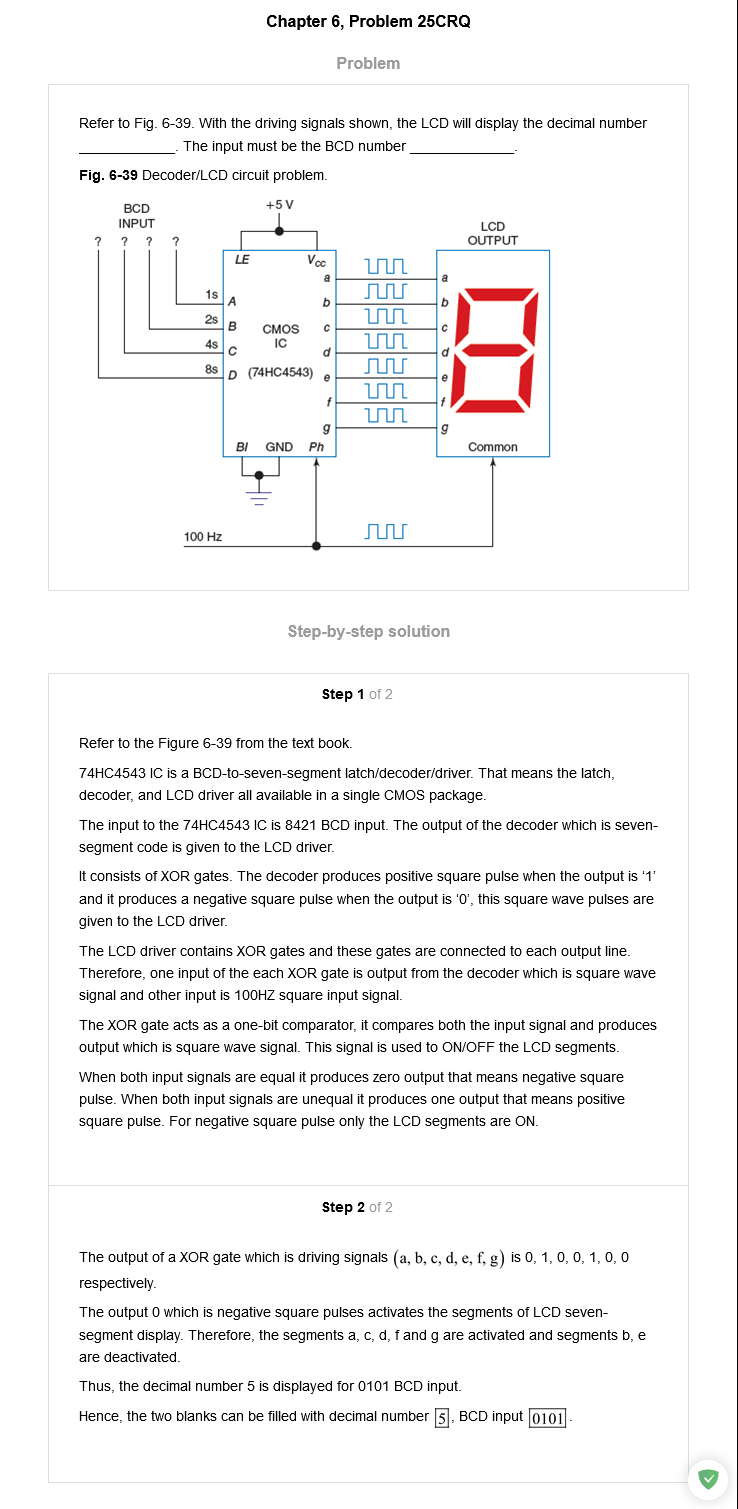 Chapter 6, Problem 25CRQ
Problem
Refer to Fig. 6-39. With the driving signals shown, the LCD will display the decimal number
____________. The input must be the BCD number _____________.
Fig. 6-39 Decoder/LCD circuit problem.
BCD
INPUT
? ? ? ?
+5 V
LCD
OUTPUT
LE
Vcc
1s
2s
4s
8s
A
B
C
D
CMOS
IC
(74HC4543)
a
b
c
d
e
f
g
a
b
c
d
e
f
g
BI GND Ph
Common
100 Hz
Step-by-step solution
Step 1 of 2
Refer to the Figure 6-39 from the text book.
74HC4543 IC is a BCD-to-seven-segment latch/decoder/driver. That means the latch,
decoder, and LCD driver all available in a single CMOS package.
The input to the 74HC4543 IC is 8421 BCD input. The output of the decoder which is seven-
segment code is given to the LCD driver.
It consists of XOR gates. The decoder produces positive square pulse when the output is ‘1’
and it produces a negative square pulse when the output is ‘0’, this square wave pulses are
given to the LCD driver.
The LCD driver contains XOR gates and these gates are connected to each output line.
Therefore, one input of the each XOR gate is output from the decoder which is square wave
signal and other input is 100HZ square input signal.
The XOR gate acts as a one-bit comparator, it compares both the input signal and produces
output which is square wave signal. This signal is used to ON/OFF the LCD segments.
When both input signals are equal it produces zero output that means negative square
pulse. When both input signals are unequal it produces one output that means positive
square pulse. For negative square pulse only the LCD segments are ON.
Step 2 of 2
The output of a XOR gate which is driving signals (a, b, c, d, e, f, g) is 0, 1, 0, 0, 1, 0, 0
respectively.
The output 0 which is negative square pulses activates the segments of LCD seven-
segment display. Therefore, the segments a, c, d, f and g are activated and segments b, e
are deactivated.
Thus, the decimal number 5 is displayed for 0101 BCD input.
Hence, the two blanks can be filled with decimal number 5, BCD input 0101.